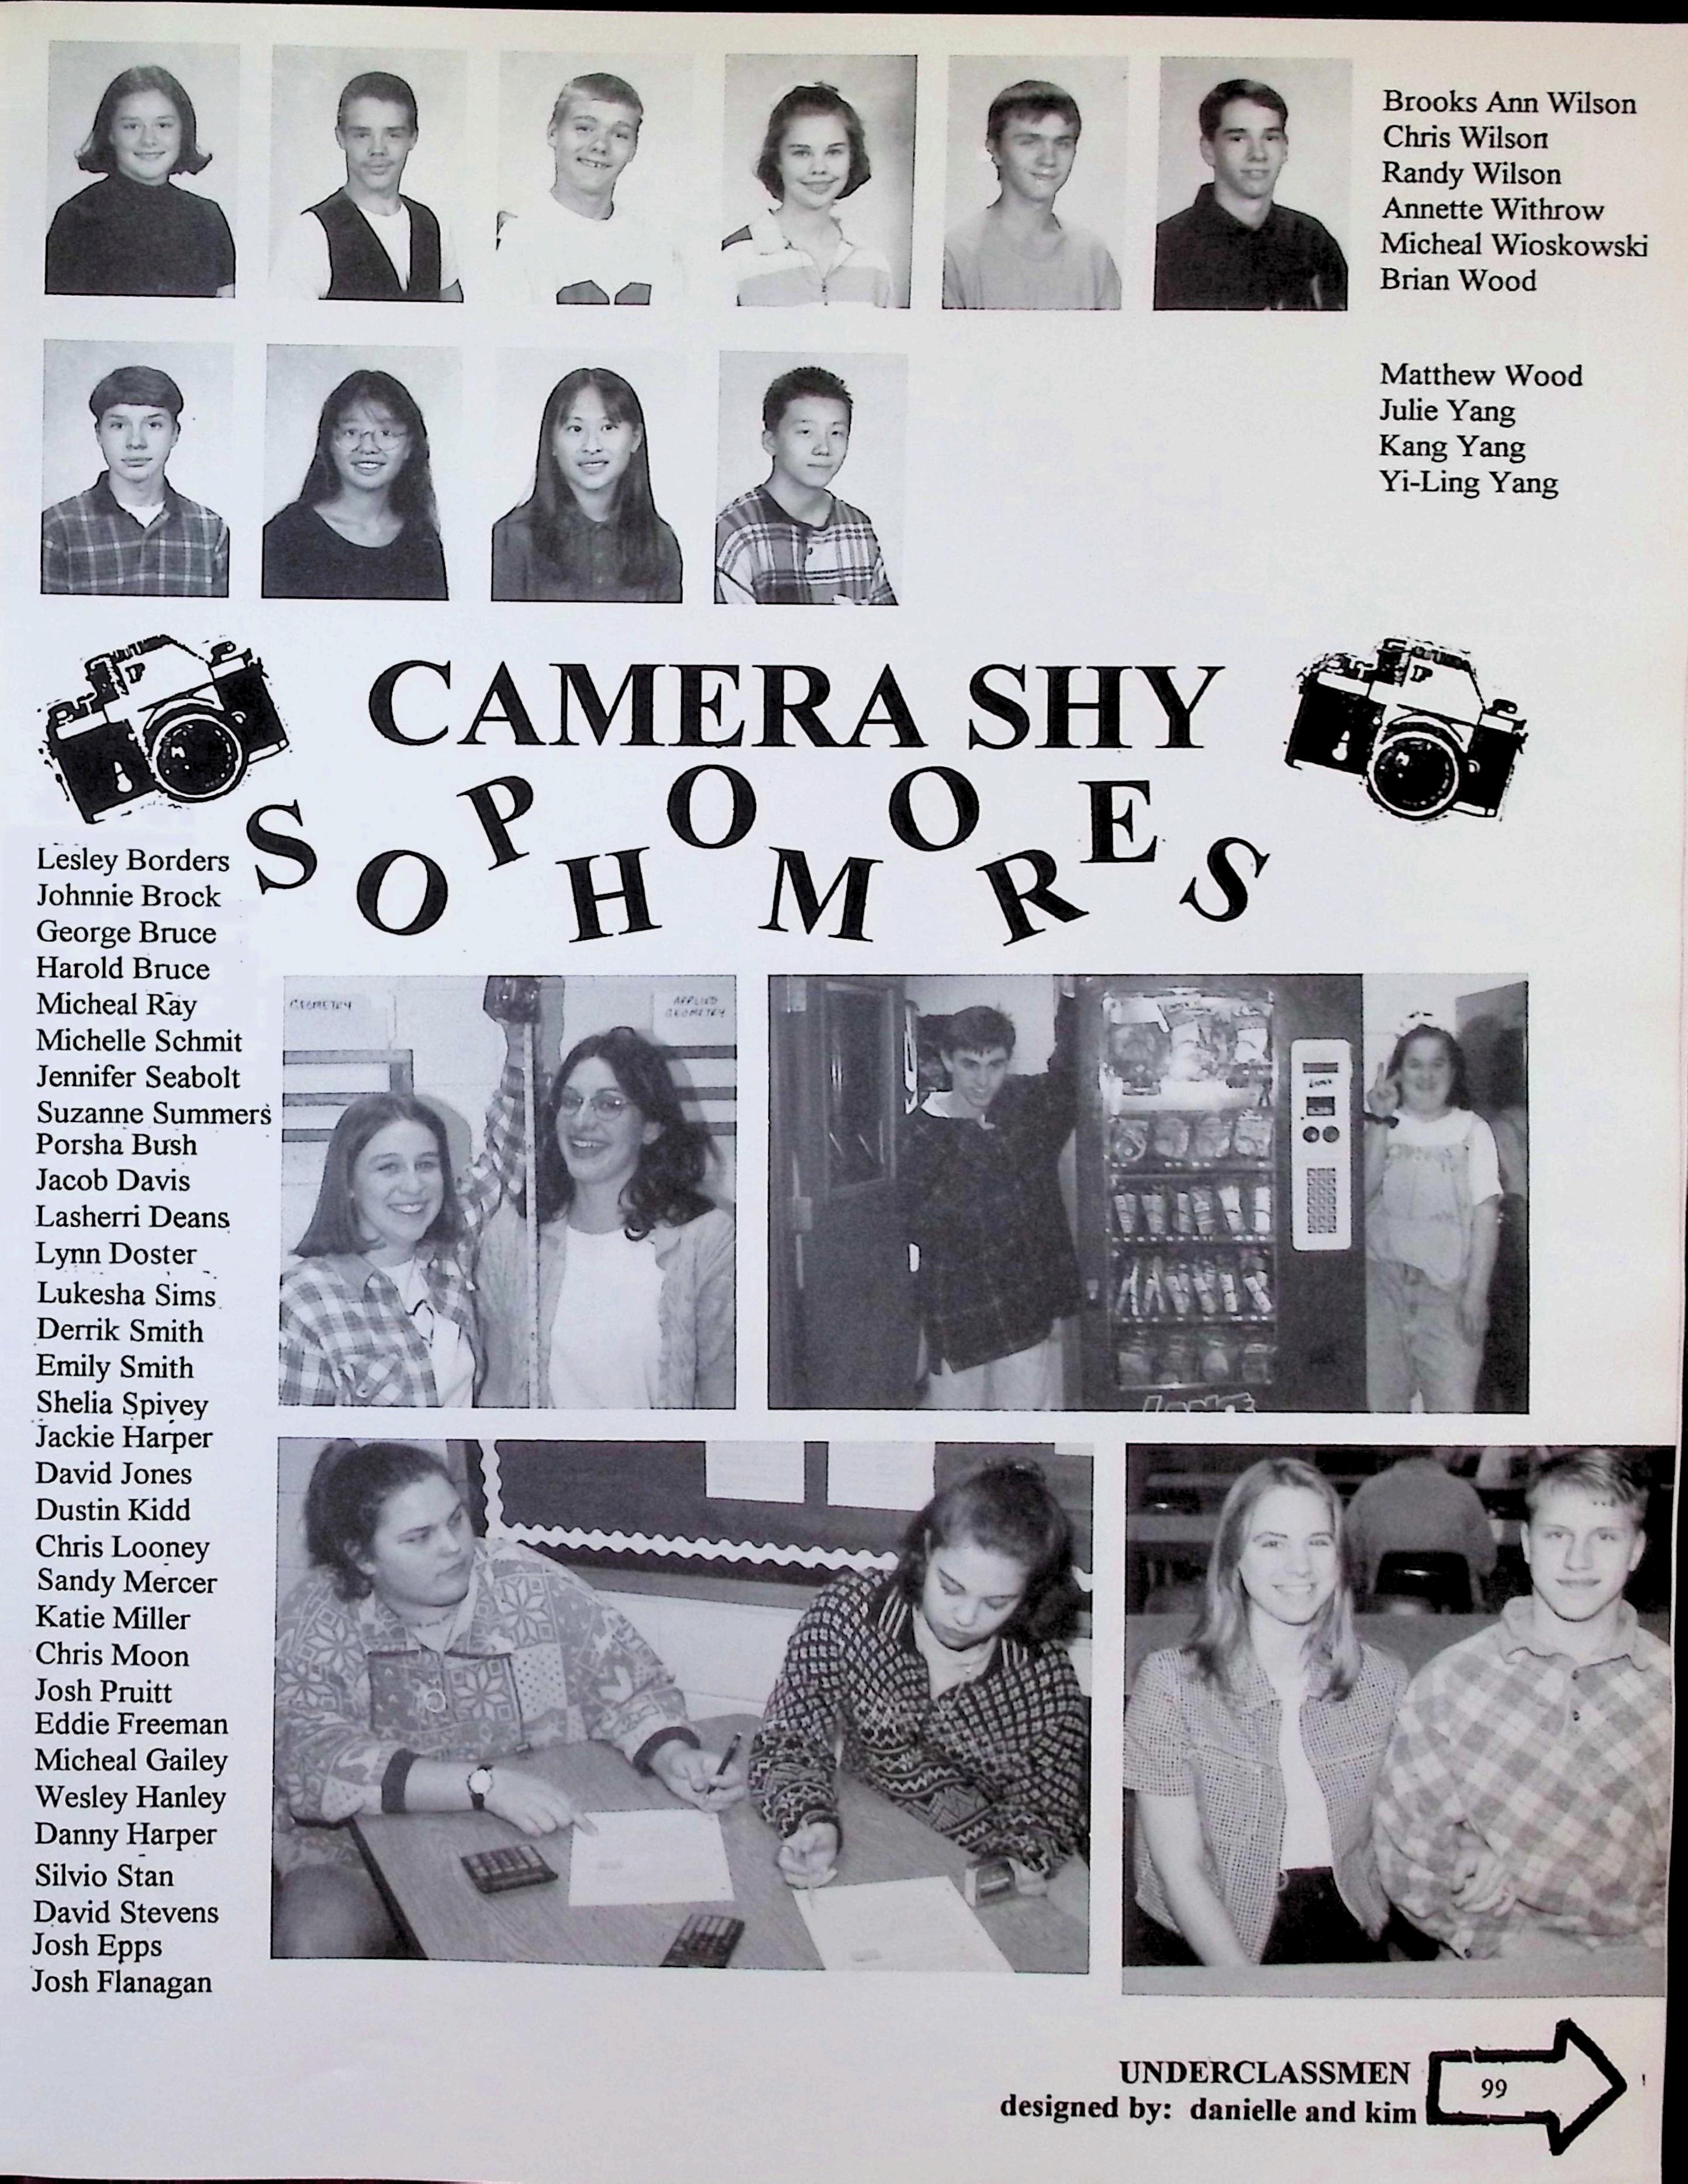 Brooks Ann Wilson
Chris Wilson
Randy Wilson
Annette Withrow
Micheal Wioskowski
Brian Wood
Matthew Wood
Julie Yang
Kang Yang
Yi-Ling Yang
CAMERA SHY
SOPHOMORES
Lesley Borders
Johnnie Brock
George Bruce
Harold Bruce
Micheal Ray
Michelle Schmit
Jennifer Seabolt
Suzanne Summers
Porsha Bush
Jacob Davis
Lasherri Deans
Lynn Doster
Lukesha Sims
Derrik Smith
Emily Smith
Shelia Spivey
Jackie Harper
David Jones
Dustin Kidd
Chris Looney
Sandy Mercer
Katie Miller
Chris Moon
Josh Pruitt
Eddie Freeman
Micheal Gailey
Wesley Hanley
Danny Harper
Silvio Stan
David Stevens
Josh Epps
Josh Flanagan
GEOMETRY
APPLIED
GEOMETRY
LANCE
UNDERCLASSMEN
designed by: danielle and kim
99